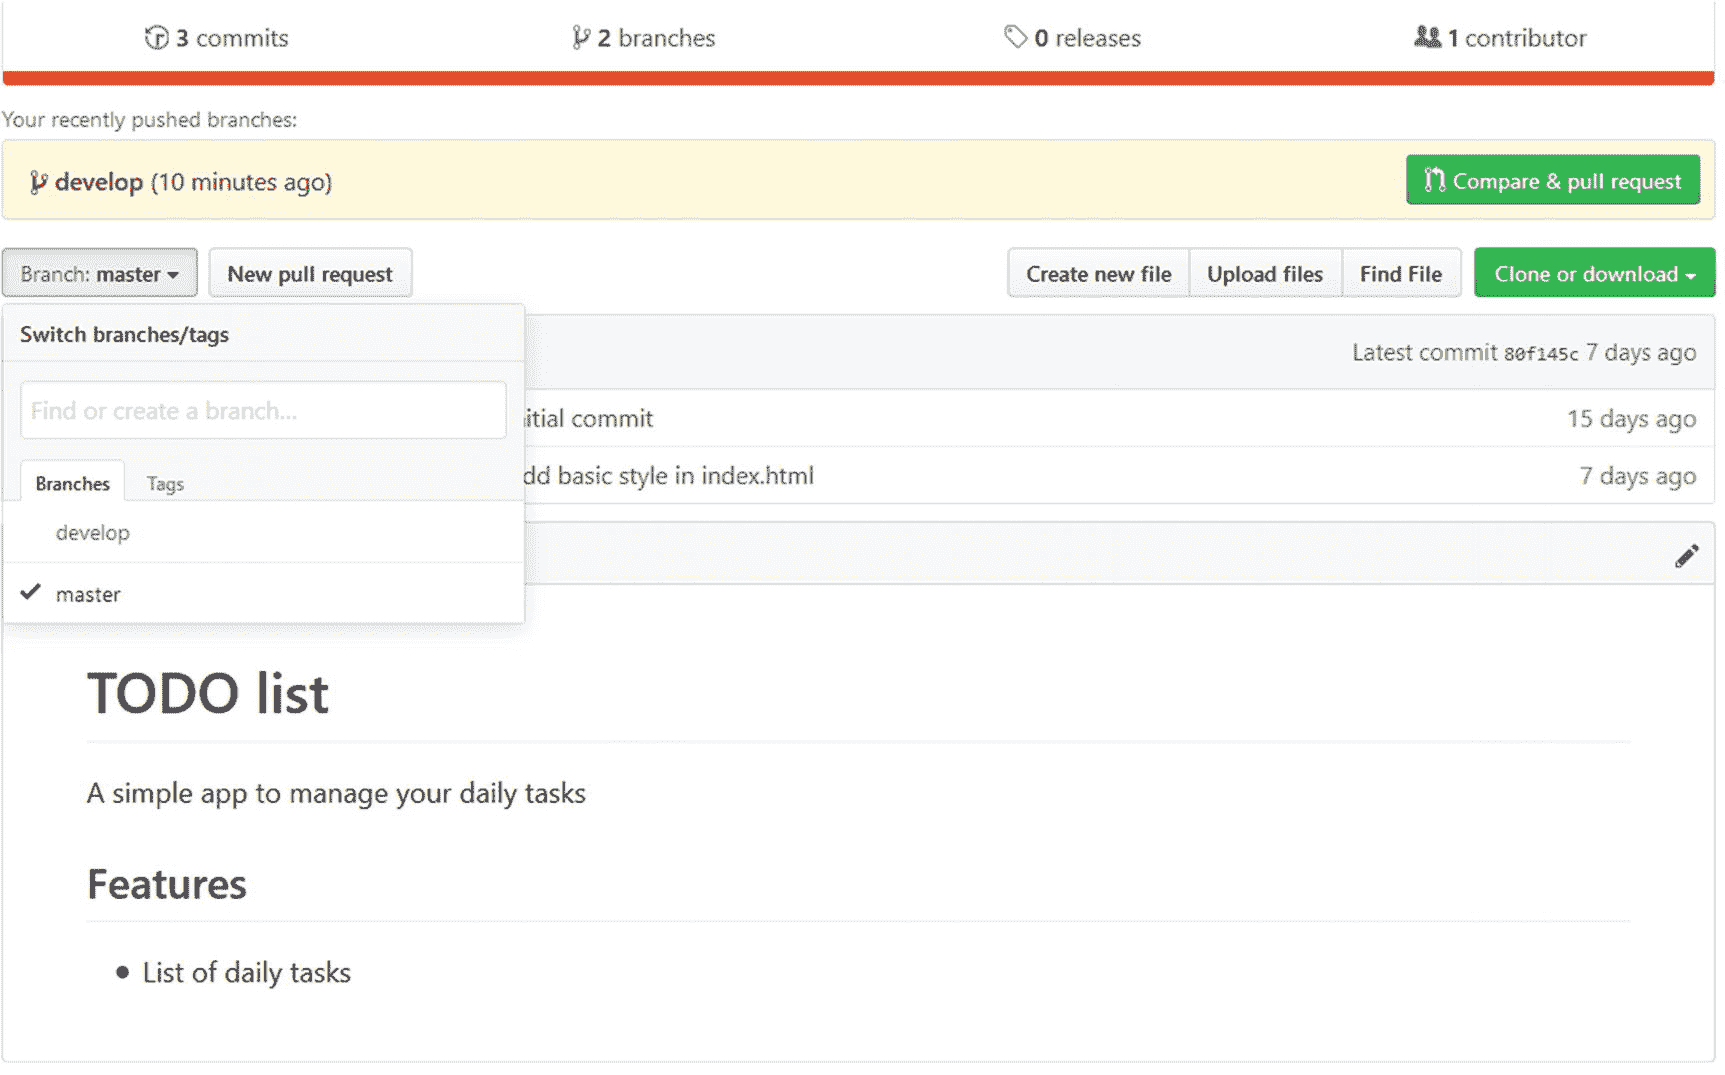 3 commits
2 branches
0 releases
1 contributor
Your recently pushed branches:
develop (10 minutes ago)
Compare & pull request
Branch: master
New pull request
Create new file
Upload files
Find File
Clone or download
Switch branches/tags
Latest commit 80f145c 7 days ago
Find or create a branch...
itial commit
15 days ago
Branches
Tags
dd basic style in index.html
7 days ago
develop
master
TODO list
A simple app to manage your daily tasks
Features
List of daily tasks